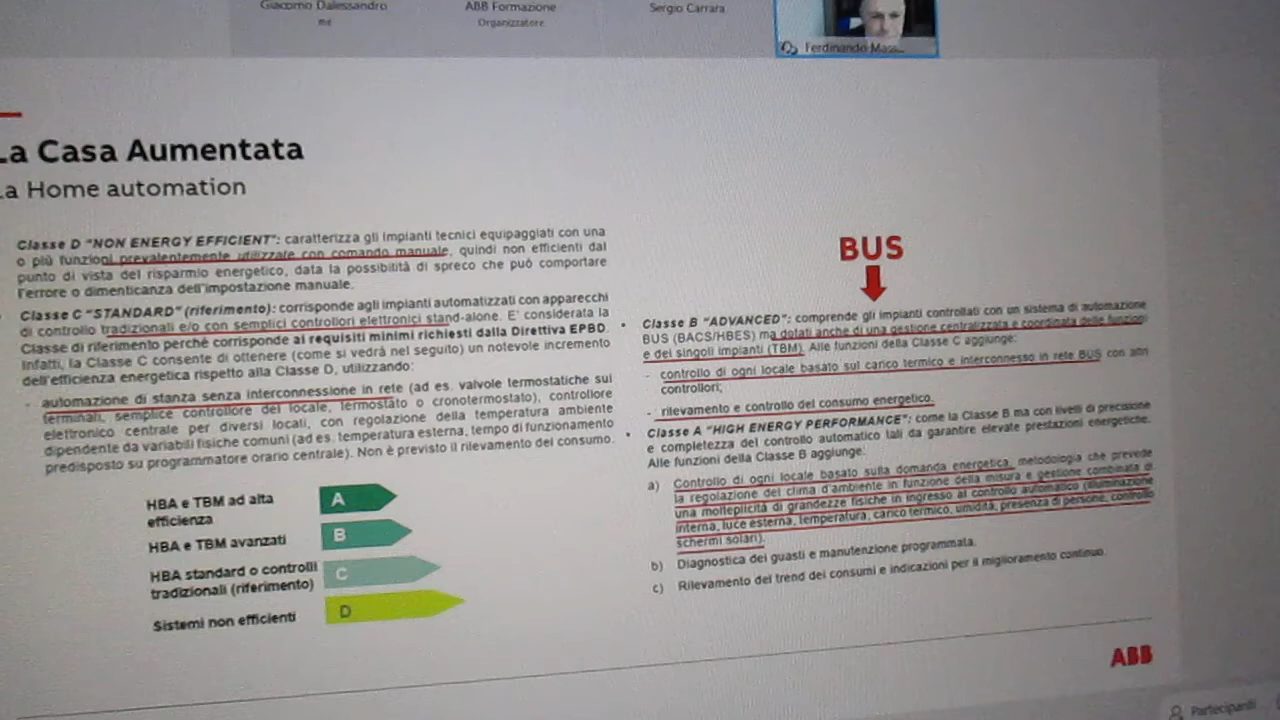 Giacomo Dalessandro
me
ABB Formazione
Organizzatore
Sergio Carrara
Ferdinando Mass...
La Casa Aumentata
La Home automation
Classe D "NON ENERGY EFFICIENT": caratterizza gli impianti tecnici equipaggiati con una
o più funzioni prevalentemente utilizzate con comando manuale, quindi non efficienti dal
punto di vista del risparmio energetico, data la possibilità di spreco che può comportare
l'errore o dimenticanza dell'impostazione manuale.
Classe C "STANDARD" (riferimento): corrisponde agli impianti automatizzati con apparecchi
di controllo tradizionali e/o con semplici controllori elettronici stand-alone. E' considerata la
Classe di riferimento perchè corrisponde ai requisiti minimi richiesti dalla Direttiva EPBD.
Infatti, la Classe C consente di ottenere (come si vedrà nel seguito) un notevole incremento
dell'efficienza energetica rispetto alla Classe D, utilizzando:
- automazione di stanza senza interconnessione in rete (ad es. valvole termostatiche sui
terminali, semplice controllore del locale, termostato o cronotermostato), controllore
elettronico centrale per diversi locali, con regolazione della temperatura ambiente
dipendente da variabili fisiche comuni (ad es. temperatura esterna, tempo di funzionamento
predisposto su programmatore orario centrale). Non è previsto il rilevamento del consumo.
HBA e TBM ad alta
efficienza
A
HBA e TBM avanzati
B
HBA standard o controlli
tradizionali (riferimento)
C
Sistemi non efficienti
D
BUS
• Classe B "ADVANCED": comprende gli impianti controllati con un sistema di automazione
BUS (BACS/HBES) ma dotati anche di una gestione centralizzata e coordinata delle funzioni
e dei singoli impianti (TBM). Alle funzioni della Classe C aggiunge:
- controllo di ogni locale basato sul carico termico e interconnesso in rete BUS con altri
controllori;
- rilevamento e controllo del consumo energetico.
• Classe A "HIGH ENERGY PERFORMANCE": come la Classe B ma con livelli di precisione
e completezza del controllo automatico tali da garantire elevate prestazioni energetiche.
Alle funzioni della Classe B aggiunge:
a) Controllo di ogni locale basato sulla domanda energetica, metodologia che prevede
la regolazione del clima d'ambiente in funzione della misura e gestione combinata di
una molteplicità di grandezze fisiche in ingresso al controllo automatico (illuminazione
interna, luce esterna, temperatura, carico termico, umidità, presenza di persone, controllo
schermi solari).
b) Diagnostica dei guasti e manutenzione programmata.
c) Rilevamento del trend dei consumi e indicazioni per il miglioramento continuo.
ABB
Partecipanti